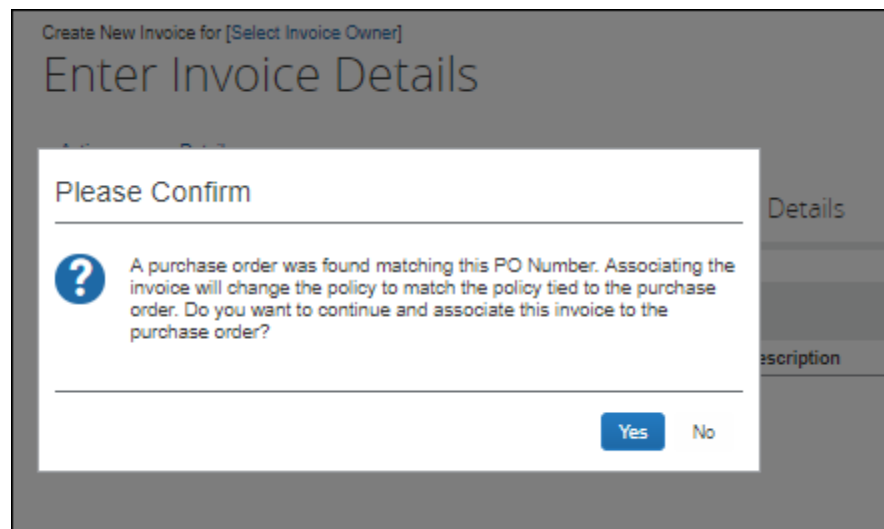 Create New Invoice for [Select Invoice Owner]
Enter Invoice Details
Please Confirm
Details
A purchase order was found matching this PO Number. Associating the
invoice will change the policy to match the policy tied to the purchase
order. Do you want to continue and associate this invoice to the
purchase order?
escription
Yes No